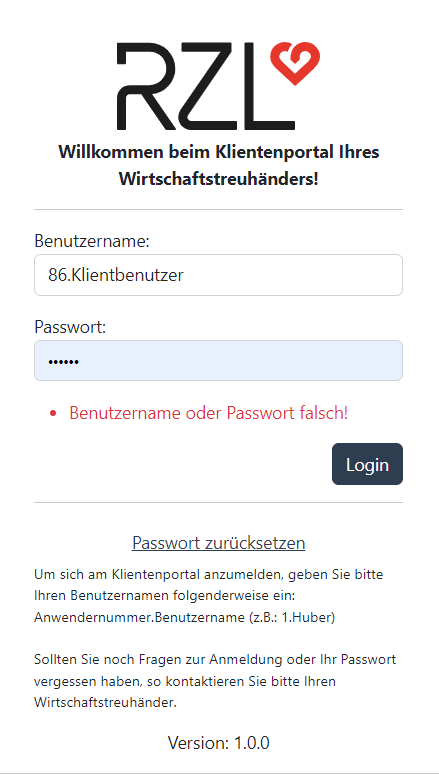 RZL
Willkommen beim Klientenportal Ihres
Wirtschaftstreuhänders!
Benutzername:
86.Klientbenutzer
Passwort:
••••••
• Benutzername oder Passwort falsch!
Login
Passwort zurücksetzen
Um sich am Klientenportal anzumelden, geben Sie bitte
Ihren Benutzernamen folgenderweise ein:
Anwendernummer.Benutzername (z.B.: 1.Huber)
Sollten Sie noch Fragen zur Anmeldung oder Ihr Passwort
vergessen haben, so kontaktieren Sie bitte Ihren
Wirtschaftstreuhänder.
Version: 1.0.0